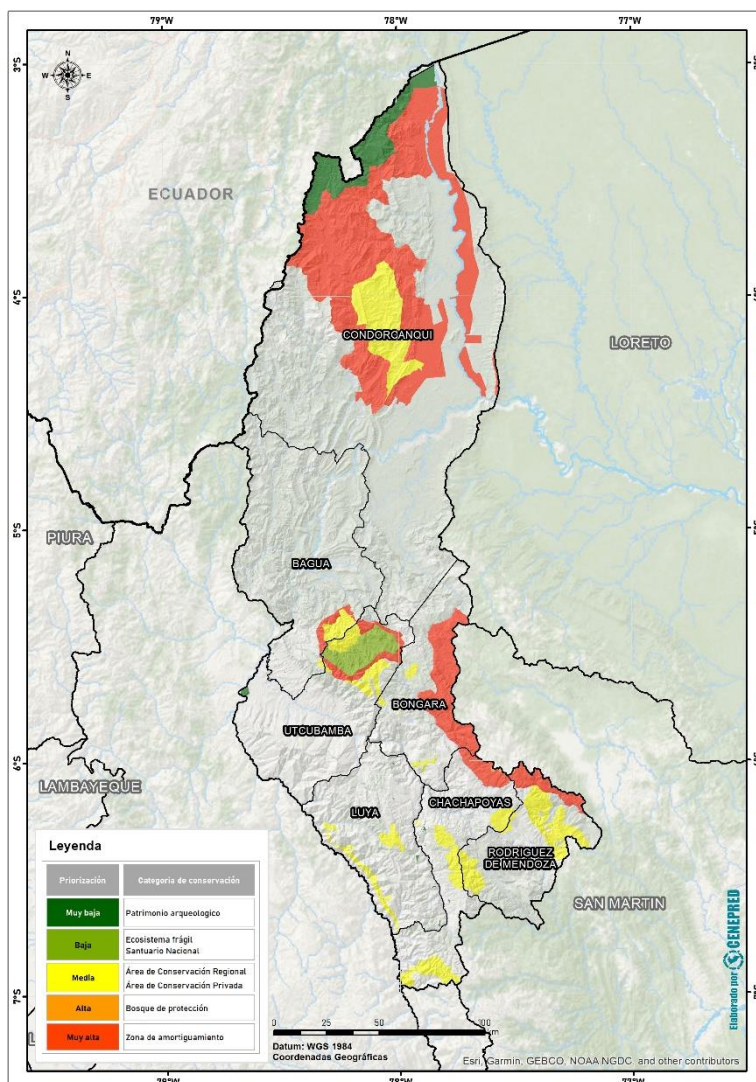 79°W 78°W 77°W
3°S
N
W E
S
ECUADOR
4°S
CONDORCANQUI
LORETO
5°S
PIURA
BAGUA
BONGARA
UTCUBAMBA
6°S
LAMBAYEQUE
CHACHAPOYAS
LUYA
RODRIGUEZ
DE MENDOZA
SAN MARTIN
Leyenda
Priorización Categoria de conservación
Muy baja Patrimonio arqueologico
Baja Ecosistema frágil
Santuario Nacional
Media Área de Conservación Regional
Área de Conservación Privada
Alta Bosque de protección
Muy alta Zona de amortiguamiento
7°S
Elaborado por CENEPRED
0 25 50 100
Datum: WGS 1984
Coordenadas Geográficas
Esri, Garmin, GEBCO, NOAA NGDC, and other contributors
78°W 77°W